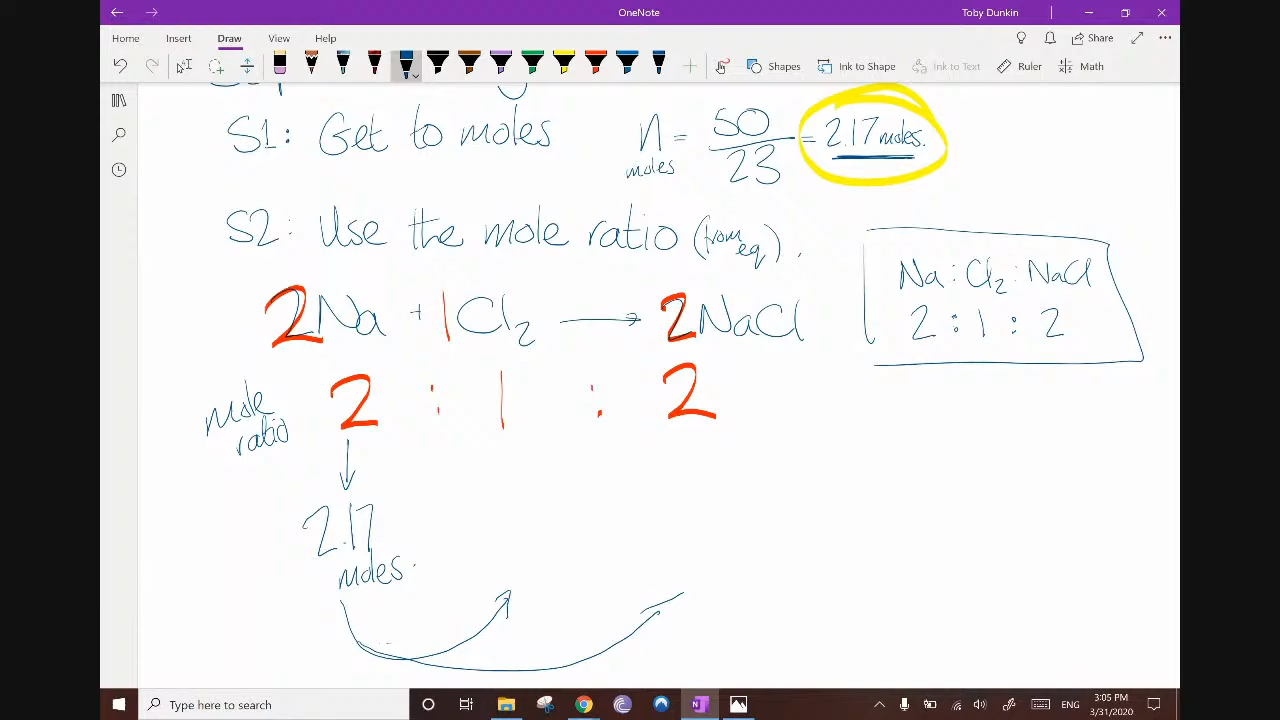 OneNote
Toby Dunkin
Home Insert Draw View Help
Share
Shapes
Ink to Shape
Ink to Text
Ruler
Math
S1: Get to moles
n = 50 / 23 = 2.17 moles.
moles
S2: Use the mole ratio (from eq).
2Na + 1Cl2 → 2NaCl
Na : Cl2 : NaCl
2 : 1 : 2
mole ratio 2 : 1 : 2
2.17
moles.
Type here to search
ENG
3:05 PM
3/31/2020